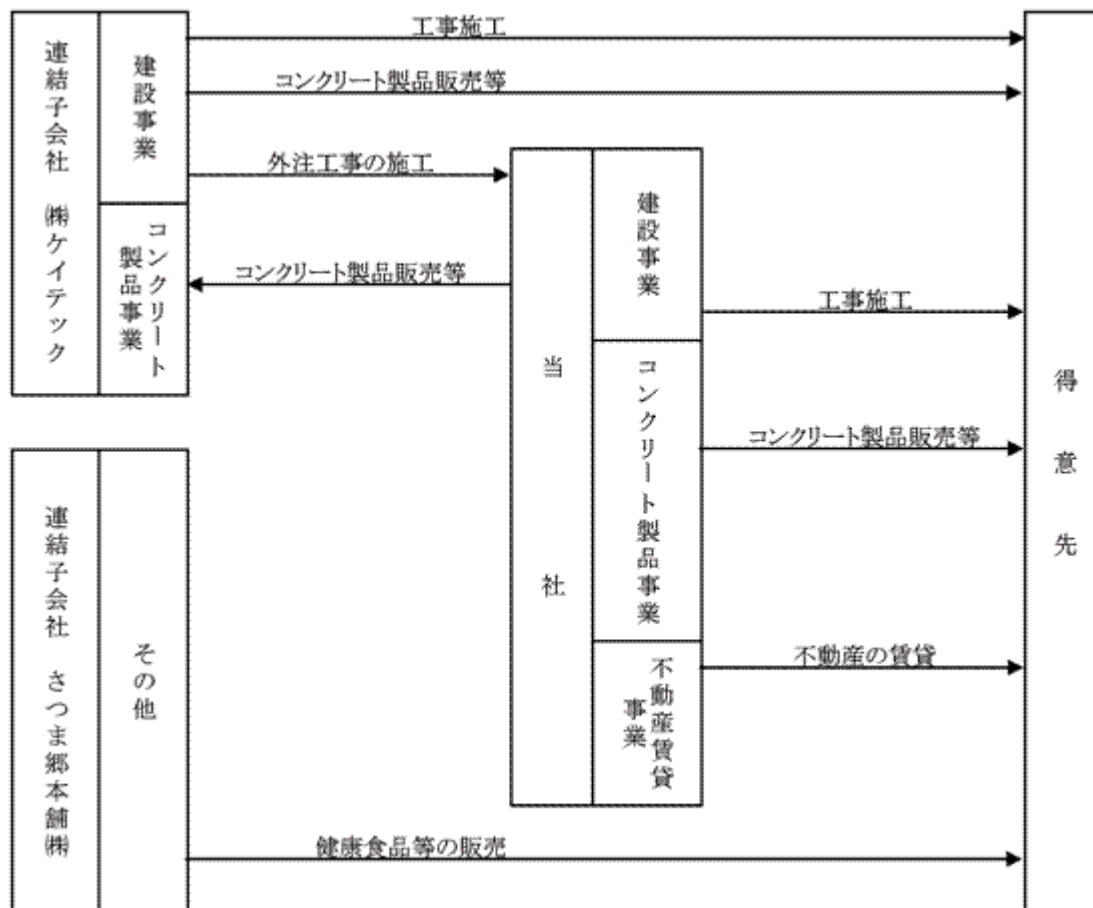 連結子会社 ㈱ケイテック
建設事業
コンクリート
製品事業
工事施工
コンクリート製品販売等
外注工事の施工
コンクリート製品販売等
当社
建設事業
コンクリート製品事業
不動産賃貸
事業
工事施工
コンクリート製品販売等
不動産の賃貸
得意先
連結子会社 さつま郷本舗㈱
その他
健康食品等の販売